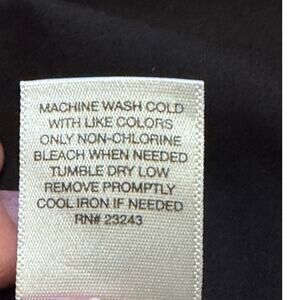 MACHINE WASH COLD
WITH LIKE COLORS
ONLY NON-CHLORINE
BLEACH WHEN NEEDED
TUMBLE DRY LOW
REMOVE PROMPTLY
COOL IRON IF NEEDED
RN# 23243